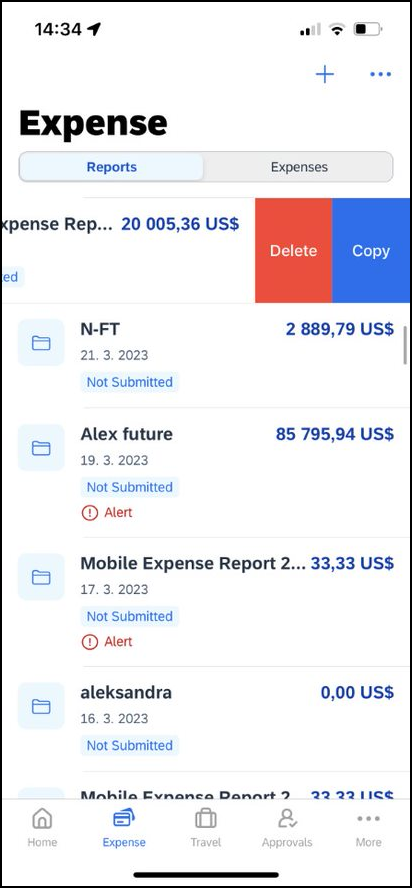 14:34
Expense
Reports Expenses
xpense Rep... 20 005,36 US$
ed
Delete Copy
N-FT 2 889,79 US$
21. 3. 2023
Not Submitted
Alex future 85 795,94 US$
19. 3. 2023
Not Submitted
Alert
Mobile Expense Report 2... 33,33 US$
17. 3. 2023
Not Submitted
Alert
aleksandra 0,00 US$
16. 3. 2023
Not Submitted
Mobile Expense Report 2... 33,33 US$
Home Expense Travel Approvals More